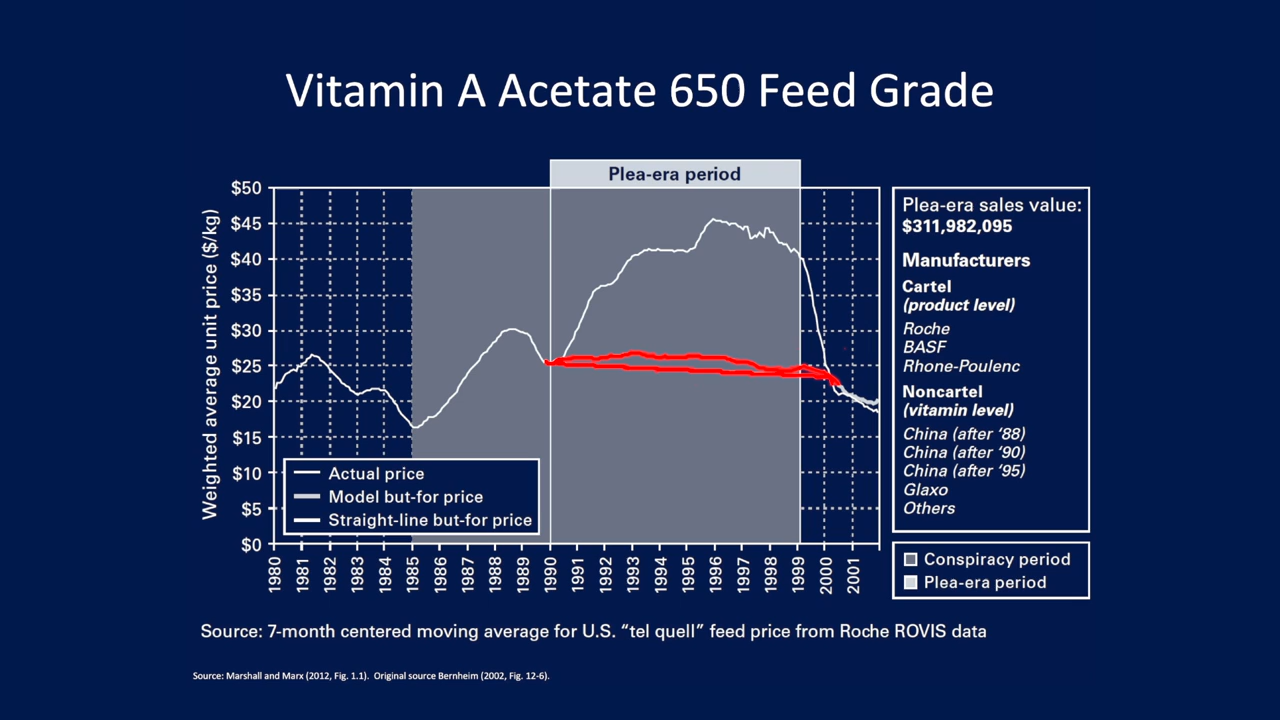 Vitamin A Acetate 650 Feed Grade
Plea-era period
Weighted average unit price ($/kg)
$50
$45
$40
$35
$30
$25
$20
$15
$10
$5
$0
Actual price
Model but-for price
Straight-line but-for price
1980
1981
1982
1983
1984
1985
1986
1987
1988
1989
1990
1991
1992
1993
1994
1995
1996
1997
1998
1999
2000
2001
Plea-era sales value:
$311,982,095
Manufacturers
Cartel
(product level)
Roche
BASF
Rhone-Poulenc
Noncartel
(vitamin level)
China (after ‘88)
China (after ‘90)
China (after ‘95)
Glaxo
Others
Conspiracy period
Plea-era period
Source: 7-month centered moving average for U.S. “tel quell” feed price from Roche ROVIS data
Source: Marshall and Marx (2012, Fig. 1.1). Original source Bernheim (2002, Fig. 12-6).